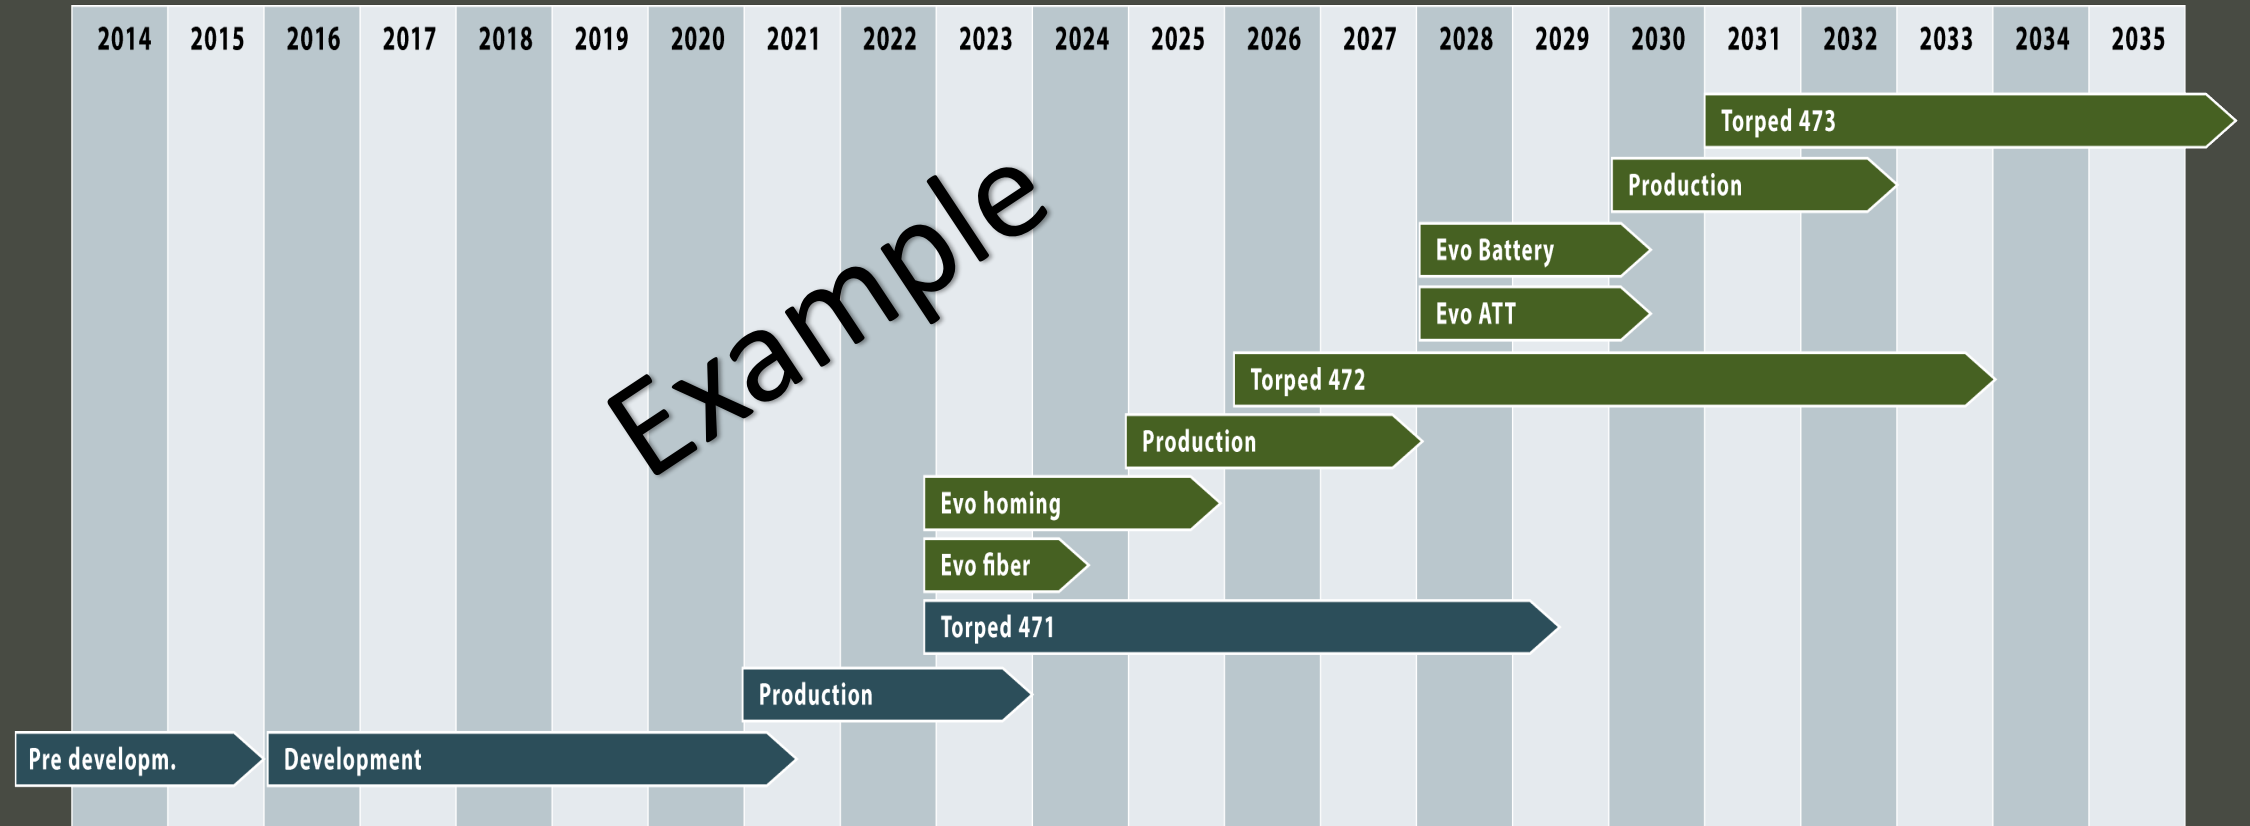 2014 2015 2016 2017 2018 2019 2020 2021 2022 2023 2024 2025 2026 2027 2028 2029 2030 2031 2032 2033 2034 2035
Torped 473
Production
Evo Battery
Evo ATT
Example
Torped 472
Production
Evo homing
Evo fiber
Torped 471
Production
Pre developm. Development